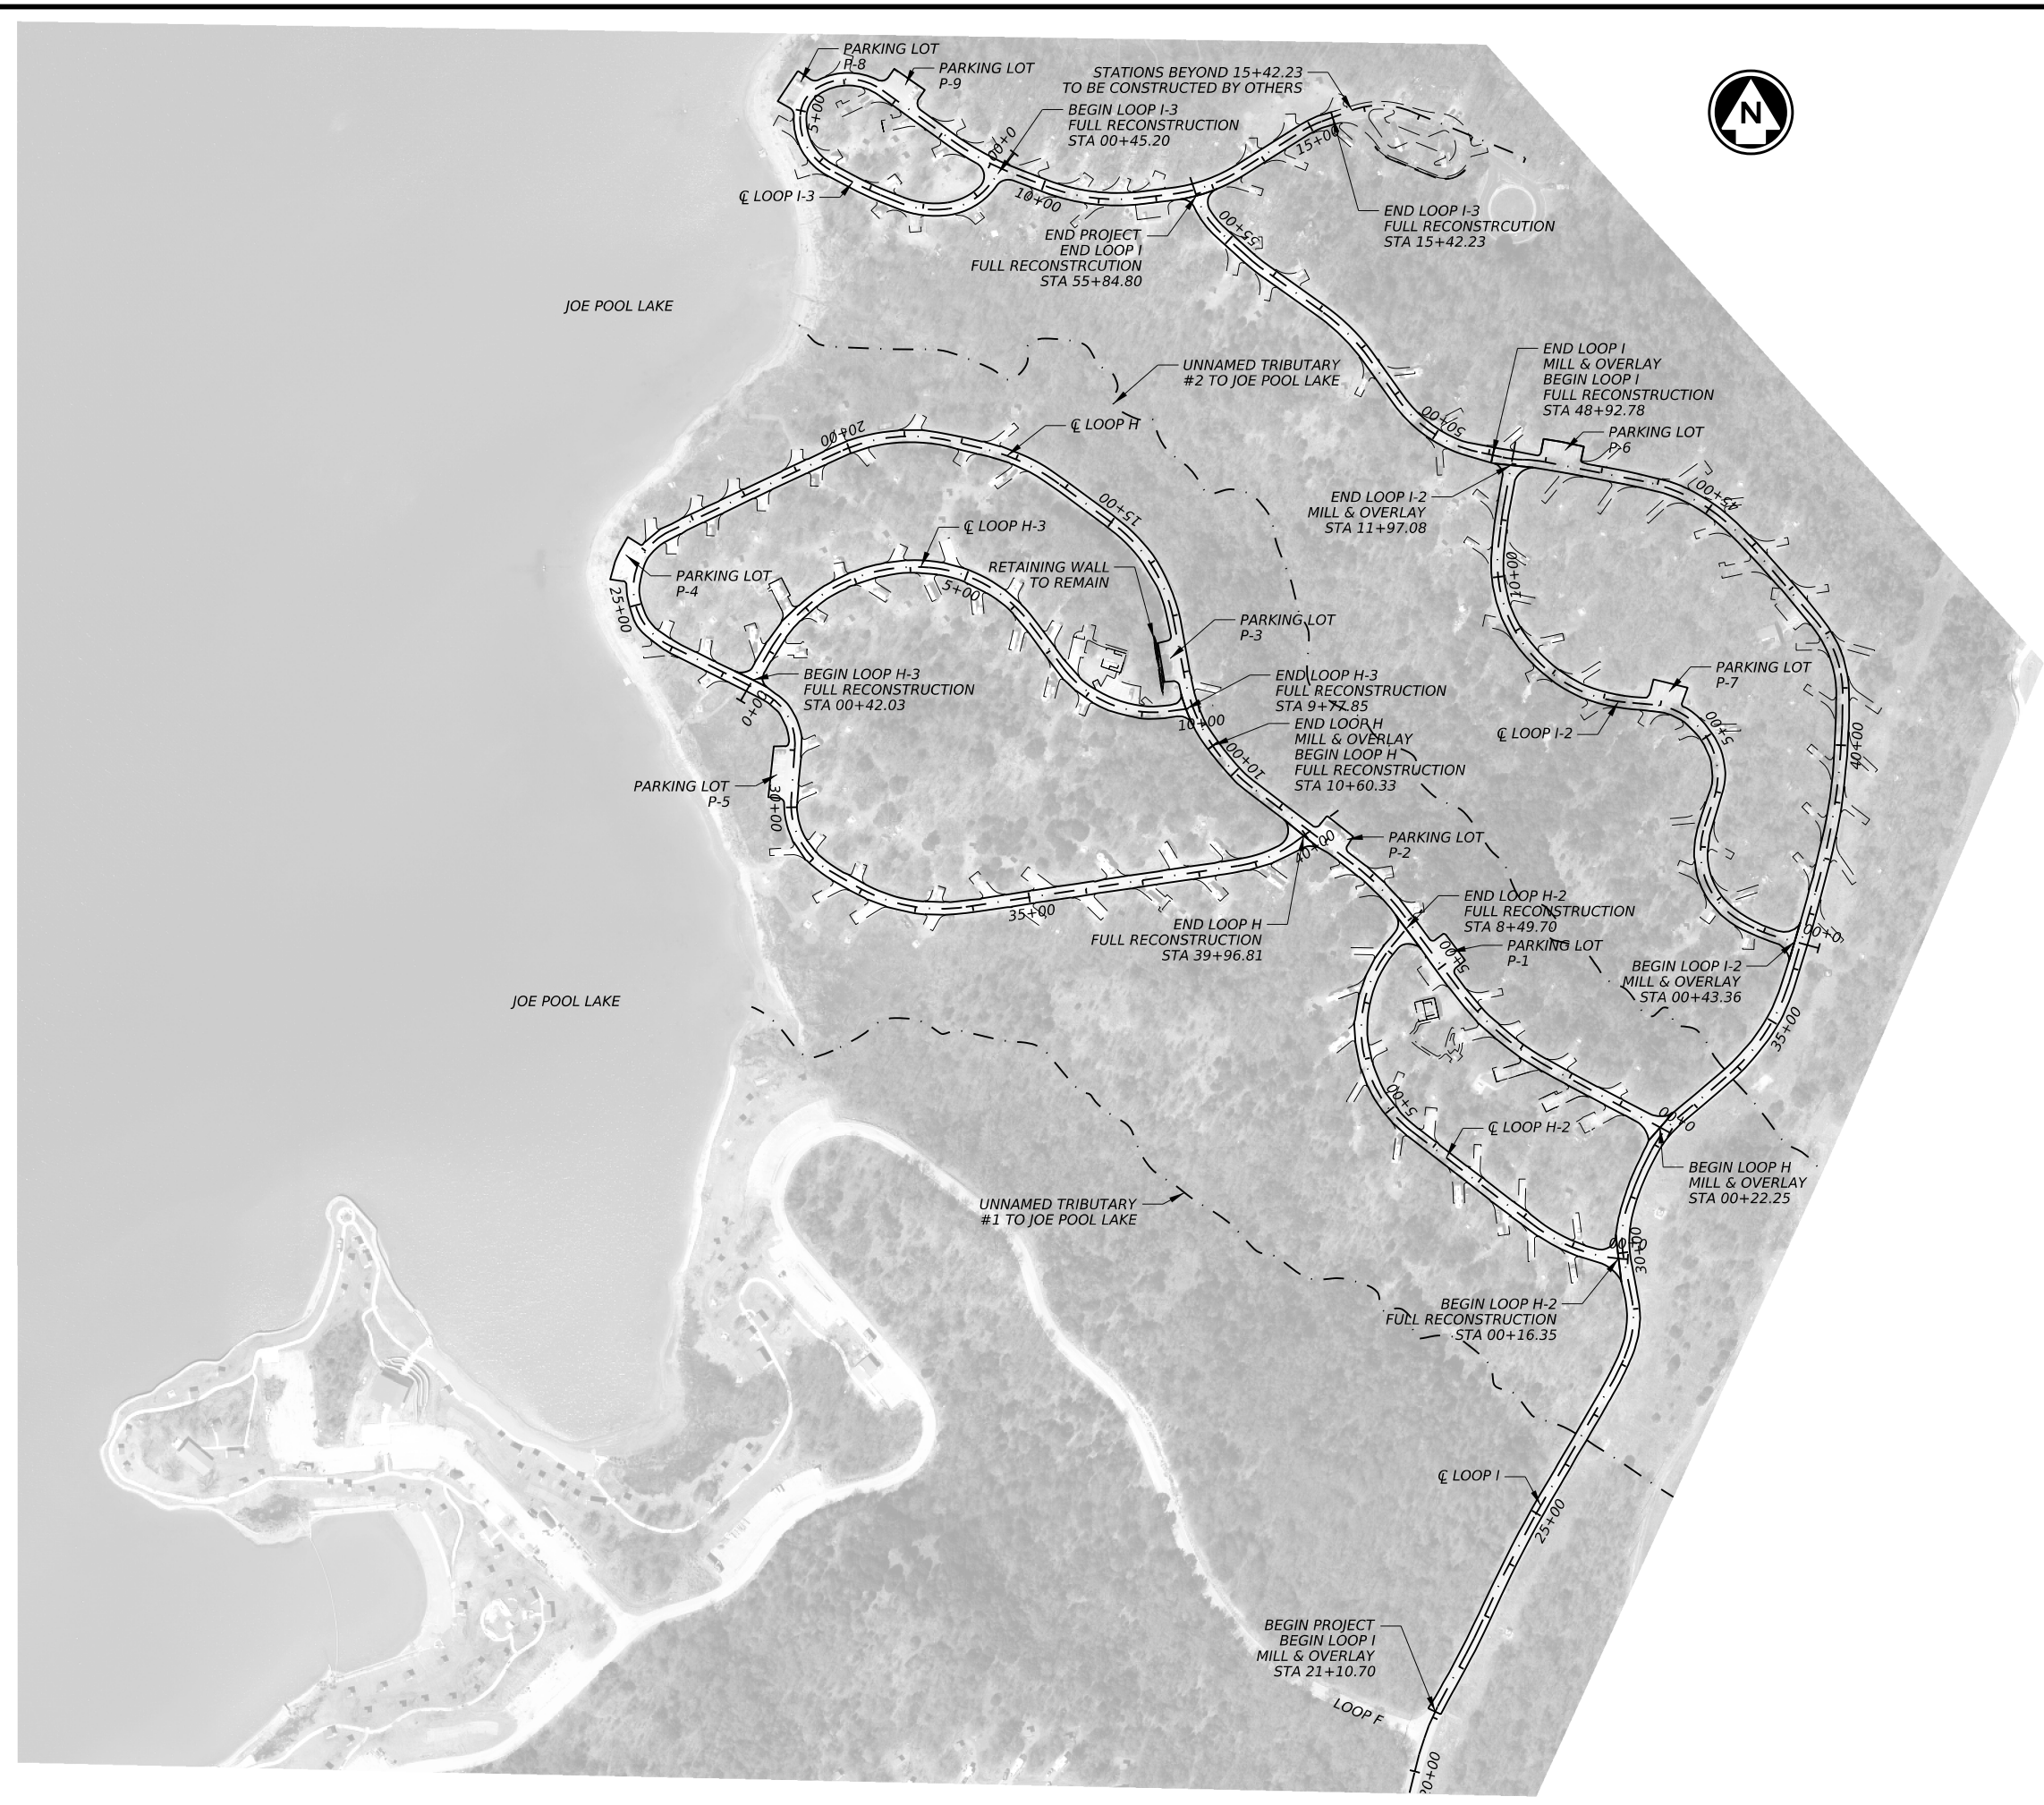 PARKING LOT
P-8
PARKING LOT
P-9
STATIONS BEYOND 15+42.23
TO BE CONSTRUCTED BY OTHERS
BEGIN LOOP I-3
FULL RECONSTRUCTION
STA 00+45.20
N
5+00
0+00
15+00
℄ LOOP I-3
10+00
END LOOP I-3
FULL RECONSTRCUTION
STA 15+42.23
55+00
END PROJECT
END LOOP I
FULL RECONSTRCUTION
STA 55+84.80
JOE POOL LAKE
UNNAMED TRIBUTARY
#2 TO JOE POOL LAKE
END LOOP I
MILL & OVERLAY
BEGIN LOOP I
FULL RECONSTRUCTION
STA 48+92.78
PARKING LOT
P-6
50+00
℄ LOOP H
20+00
15+00
45+00
END LOOP I-2
MILL & OVERLAY
STA 11+97.08
℄ LOOP H-3
RETAINING WALL
TO REMAIN
10+00
PARKING LOT
P-4
5+00
25+00
PARKING LOT
P-3
BEGIN LOOP H-3
FULL RECONSTRUCTION
STA 00+42.03
0+00
END LOOP H-3
FULL RECONSTRUCTION
STA 9+77.85
10+00
END LOOP H
MILL & OVERLAY
BEGIN LOOP H
FULL RECONSTRUCTION
STA 10+60.33
10+00
PARKING LOT
P-7
℄ LOOP I-2
5+00
40+00
PARKING LOT
P-5
30+00
PARKING LOT
P-2
40+00
35+00
END LOOP H
FULL RECONSTRUCTION
STA 39+96.81
END LOOP H-2
FULL RECONSTRUCTION
STA 8+49.70
PARKING LOT
P-1
5+00
0+00
BEGIN LOOP I-2
MILL & OVERLAY
STA 00+43.36
JOE POOL LAKE
35+00
5+00
℄ LOOP H-2
0+00
BEGIN LOOP H
MILL & OVERLAY
STA 00+22.25
UNNAMED TRIBUTARY
#1 TO JOE POOL LAKE
0+00
30+00
BEGIN LOOP H-2
FULL RECONSTRUCTION
STA 00+16.35
℄ LOOP I
25+00
BEGIN PROJECT
BEGIN LOOP I
MILL & OVERLAY
STA 21+10.70
LOOP F
20+00